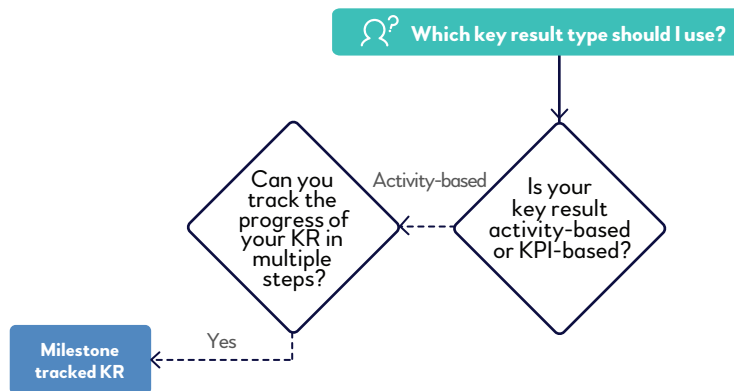 Which key result type should I use?
Is your
key result
activity-based
or KPI-based?
Activity-based
Can you
track the
progress of
your KR in
multiple
steps?
Yes
Milestone
tracked KR